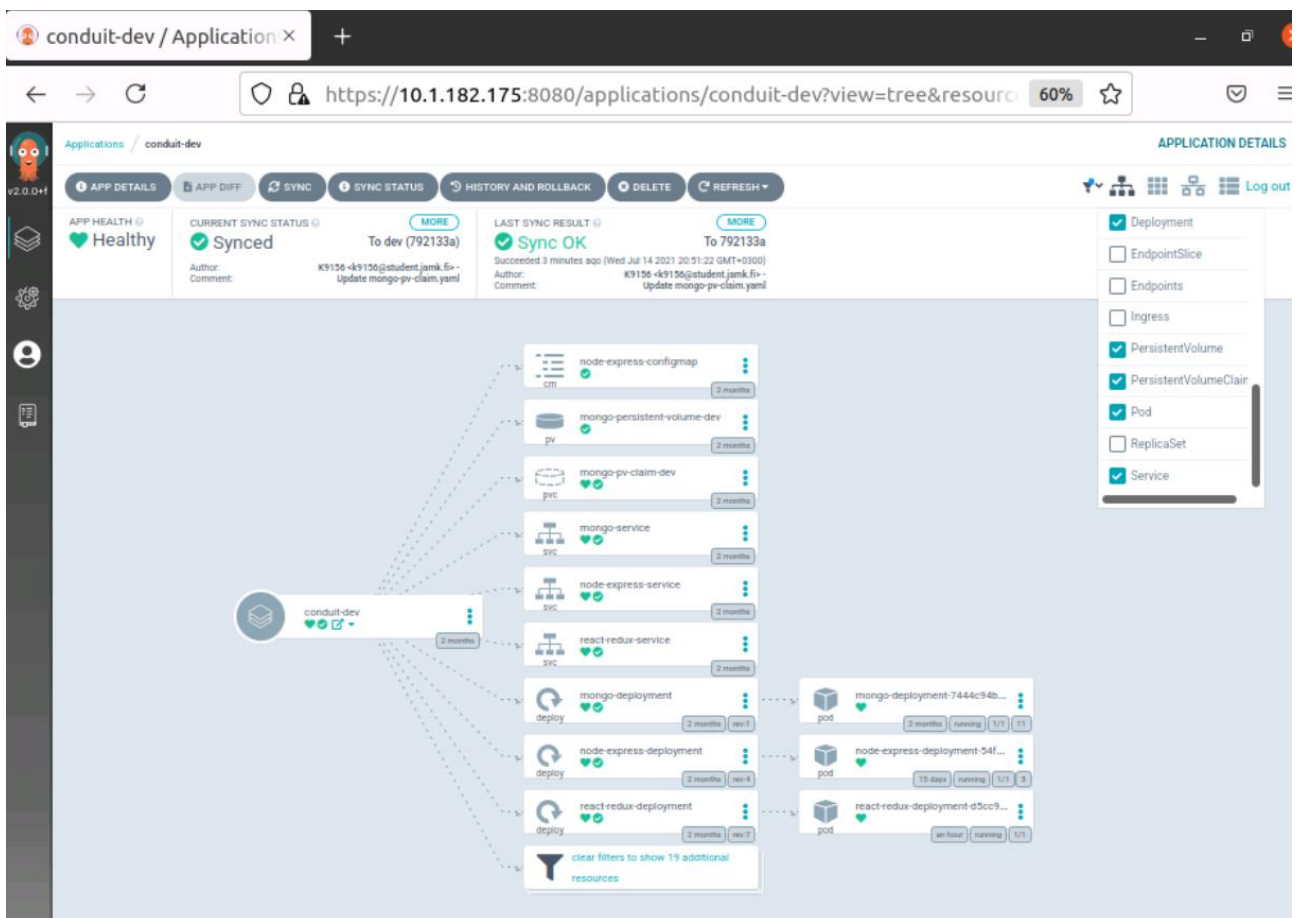 conduit-dev / Application
https://10.1.182.175:8080/applications/conduit-dev?view=tree&resourc
60%
v2.0.0+f
Applications / conduit-dev
APPLICATION DETAILS
APP DETAILS
APP DIFF
SYNC
SYNC STATUS
HISTORY AND ROLLBACK
DELETE
REFRESH
Log out
APP HEALTH
Healthy
CURRENT SYNC STATUS
MORE
Synced
To dev (792133a)
Author:
K9156 <k9156@student.jamk.fi> -
Comment:
Update mongo-pv-claim.yaml
LAST SYNC RESULT
MORE
Sync OK
To 792133a
Succeeded 3 minutes ago (Wed Jul 14 2021 20:51:22 GMT+0300)
Author:
K9156 <k9156@student.jamk.fi> -
Comment:
Update mongo-pv-claim.yaml
Deployment
EndpointSlice
Endpoints
Ingress
PersistentVolume
PersistentVolumeClaim
Pod
ReplicaSet
Service
conduit-dev
2 months
cm
node-express-configmap
2 months
pv
mongo-persistent-volume-dev
2 months
pvc
mongo-pv-claim-dev
2 months
svc
mongo-service
2 months
svc
node-express-service
2 months
svc
react-redux-service
2 months
deploy
mongo-deployment
2 months
rev:1
pod
mongo-deployment-7444c94b...
2 months
running
1/1
11
deploy
node-express-deployment
2 months
rev:4
pod
node-express-deployment-54f...
15 days
running
1/1
3
deploy
react-redux-deployment
2 months
rev:7
pod
react-redux-deployment-d5cc9...
an hour
running
1/1
clear filters to show 19 additional
resources